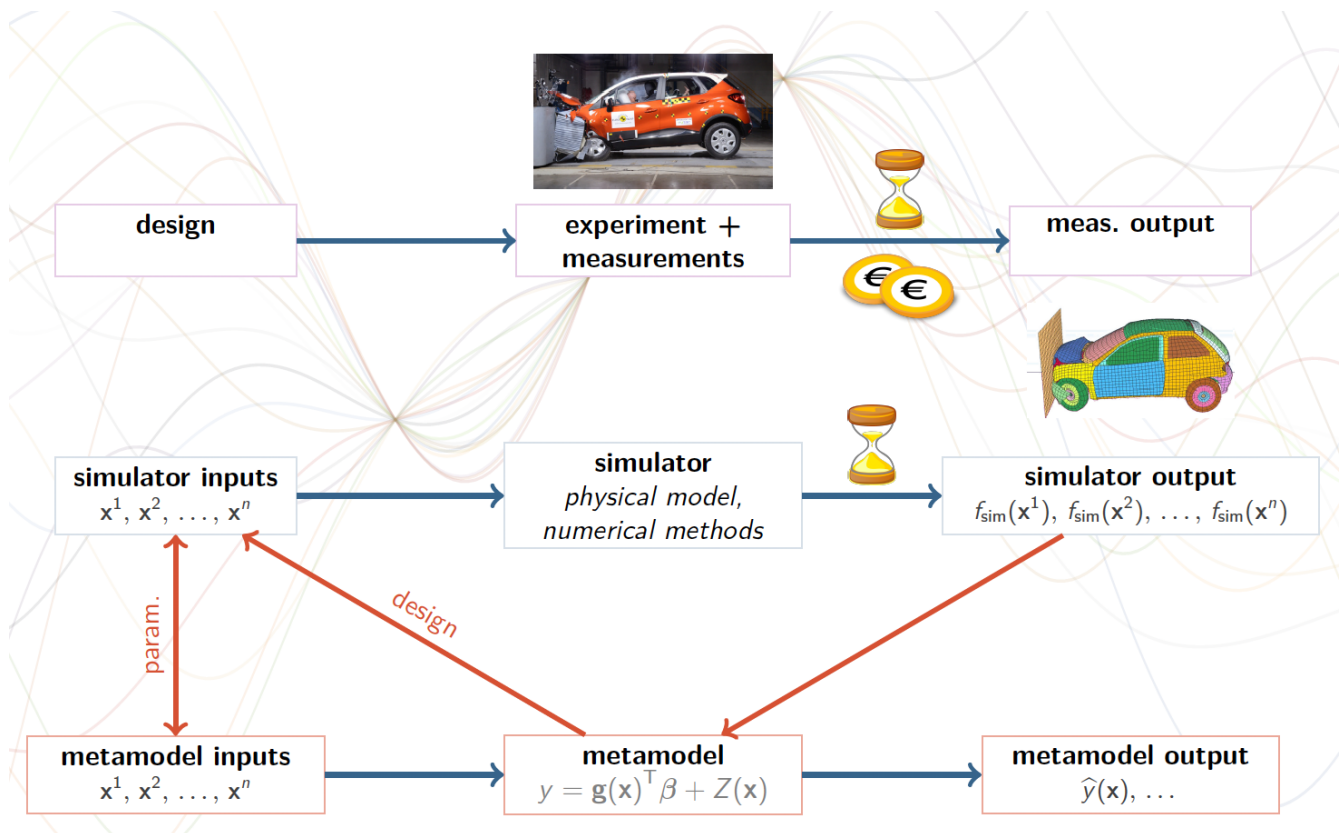 design
experiment +
measurements
meas. output
€ €
simulator inputs
x¹, x², …, xⁿ
simulator
physical model,
numerical methods
simulator output
f_sim(x¹), f_sim(x²), …, f_sim(xⁿ)
param.
design
metamodel inputs
x¹, x², …, xⁿ
metamodel
y = g(x)ᵀβ + Z(x)
metamodel output
ŷ(x), …